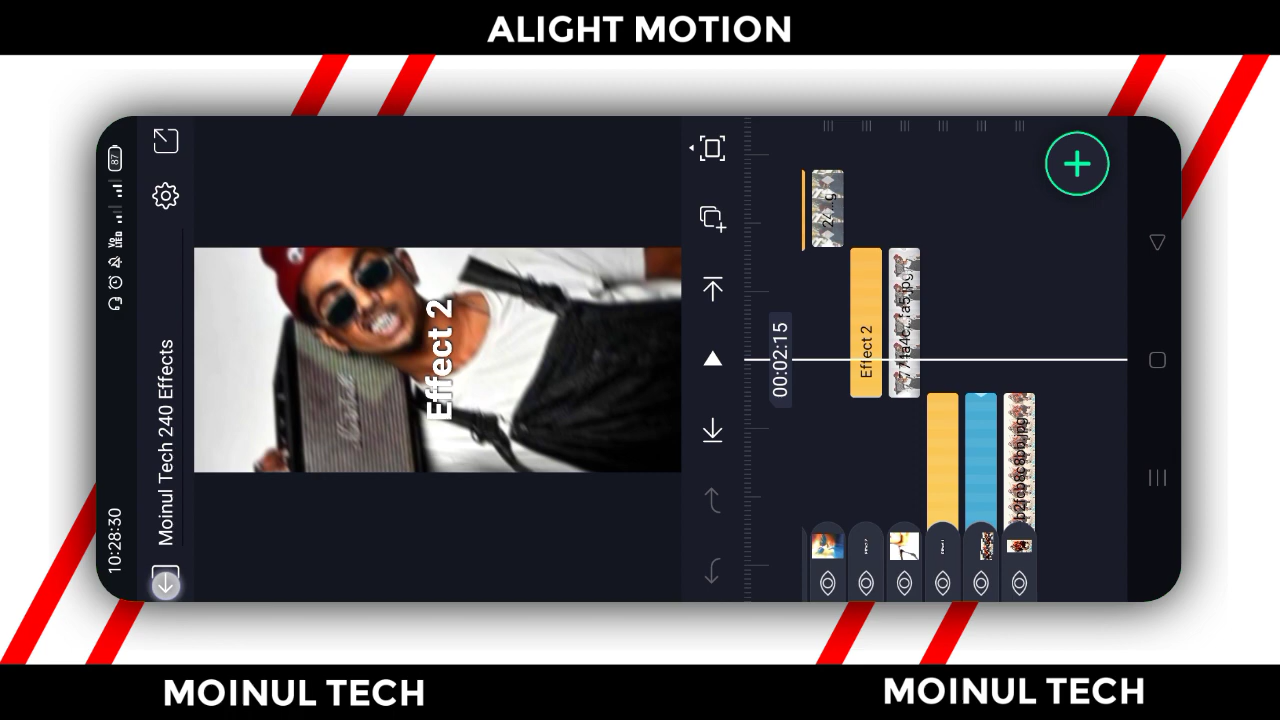 ALIGHT MOTION
10:28:30
87
Moinul Tech 240 Effects
Effect 2
00:02:15
Effect 2
MOINUL TECH
MOINUL TECH